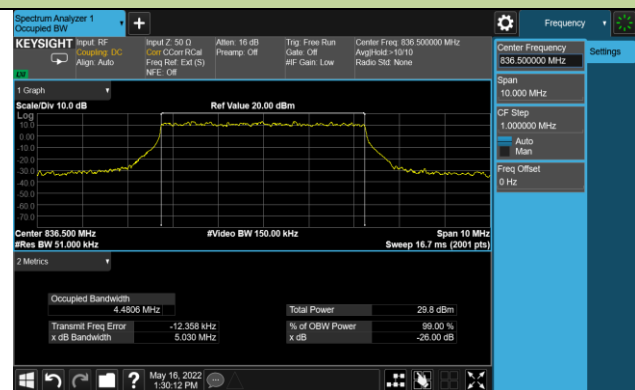 Spectrum Analyzer 1
Occupied BW
Frequency
KEYSIGHT
Input: RF
Coupling: DC
Align: Auto
Input Z: 50 Ω
Corr CCorr RCal
Freq Ref: Ext (S)
NFE: Off
Atten: 16 dB
Preamp: Off
Trig: Free Run
Gate: Off
#IF Gain: Low
Center Freq: 836.500000 MHz
Avg|Hold:>10/10
Radio Std: None
LXI
Center Frequency
836.500000 MHz
Settings
Span
10.000 MHz
CF Step
1.000000 MHz
Auto
Man
Freq Offset
0 Hz
1 Graph
Scale/Div 10.0 dB
Ref Value 20.00 dBm
Log
10.0
0.00
-10.0
-20.0
-30.0
-40.0
-50.0
-60.0
-70.0
Center 836.500 MHz
#Video BW 150.00 kHz
Span 10 MHz
#Res BW 51.000 kHz
Sweep 16.7 ms (2001 pts)
2 Metrics
Occupied Bandwidth
4.4806 MHz
Total Power 29.8 dBm
Transmit Freq Error -12.358 kHz
% of OBW Power 99.00 %
x dB Bandwidth 5.030 MHz
x dB -26.00 dB
?
May 16, 2022
1:30:12 PM